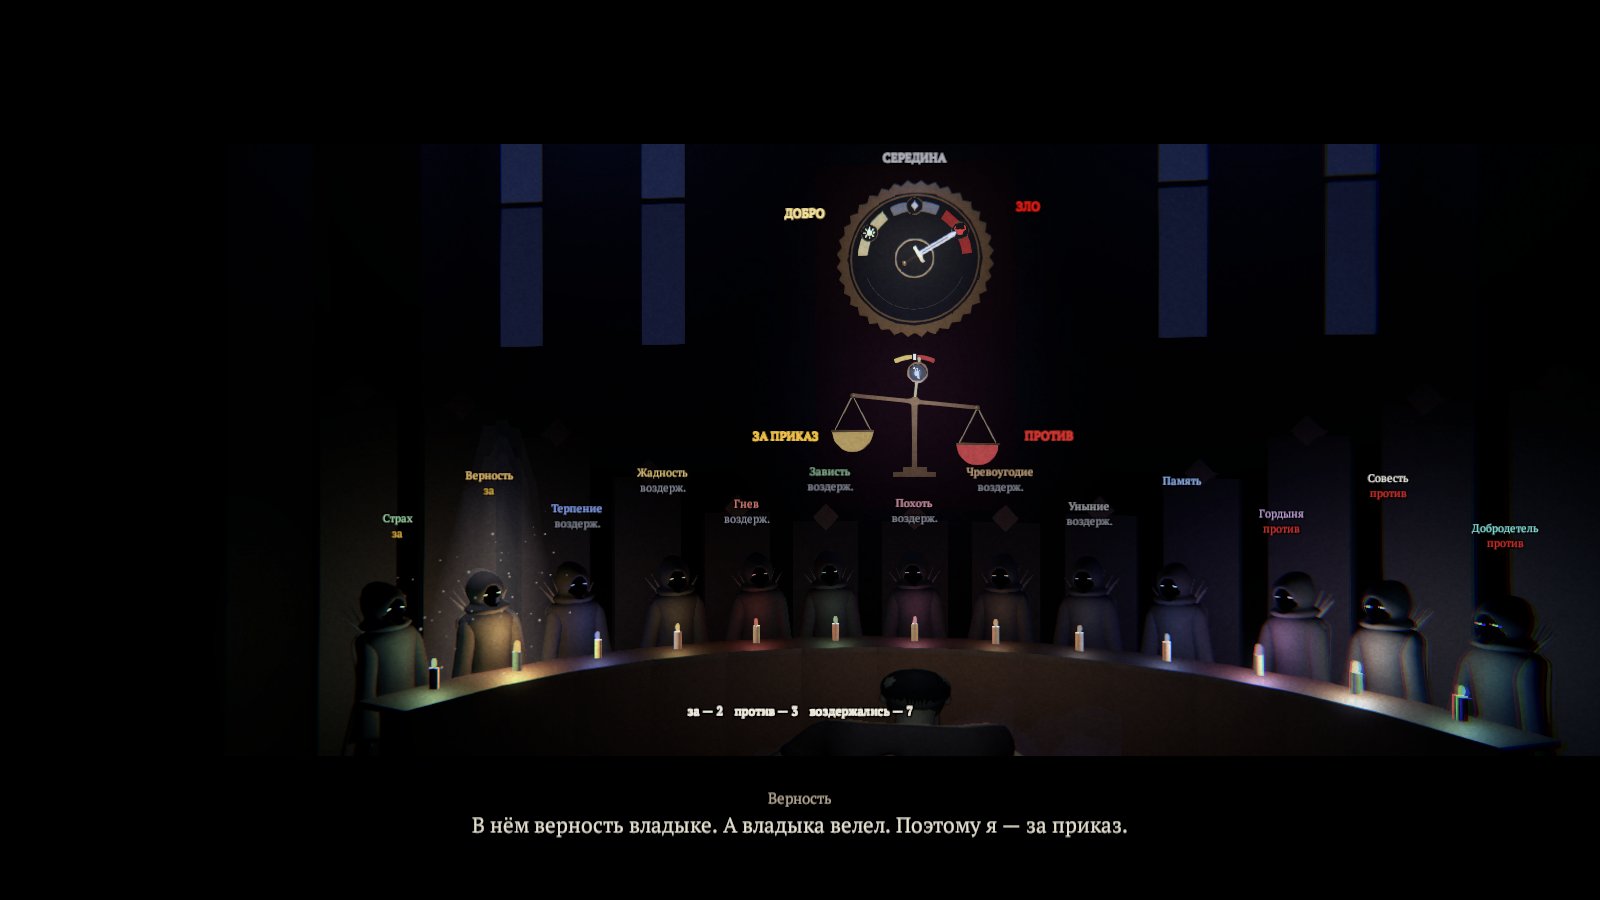 СЕРЕДИНА
ДОБРО
ЗЛО
ЗА ПРИКАЗ
ПРОТИВ
Страх
за
Верность
за
Терпение
воздерж.
Жадность
воздерж.
Гнев
воздерж.
Зависть
воздерж.
Похоть
воздерж.
Чревоугодие
воздерж.
Уныние
воздерж.
Память
Гордыня
против
Совесть
против
Добродетель
против
за — 2 против — 3 воздержались — 7
Верность
В нём верность владыке. А владыка велел. Поэтому я — за приказ.